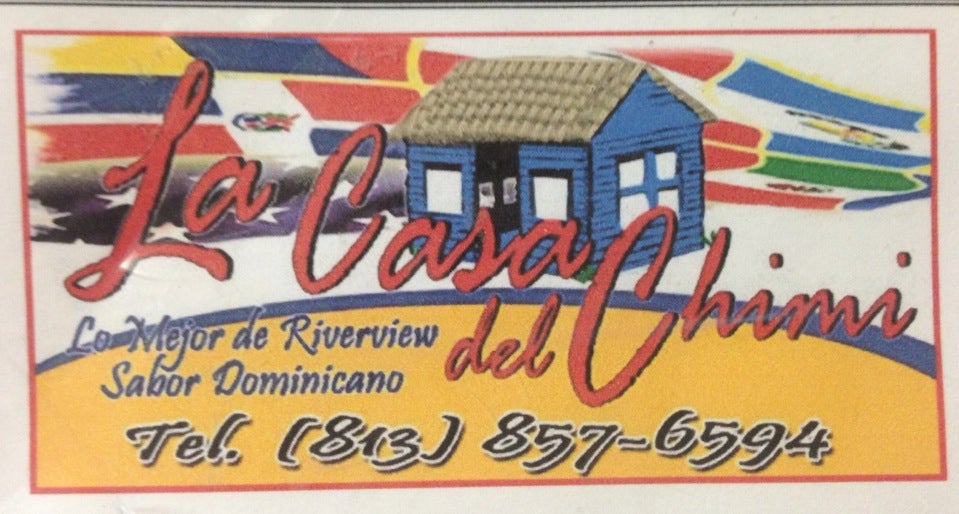 La Casa
del Chimi
Lo Mejor de Riverview
Sabor Dominicano
Tel. (813) 857-6594